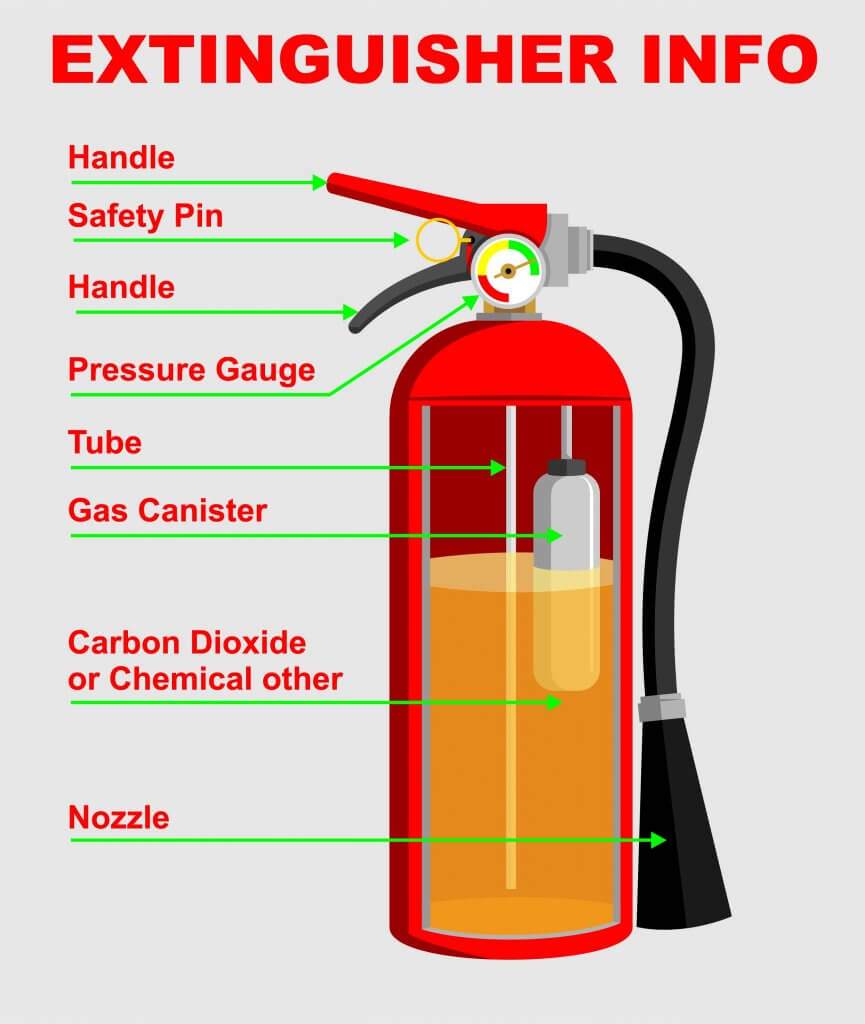 EXTINGUISHER INFO
Handle
Safety Pin
Handle
Pressure Gauge
Tube
Gas Canister
Carbon Dioxide
or Chemical other
Nozzle